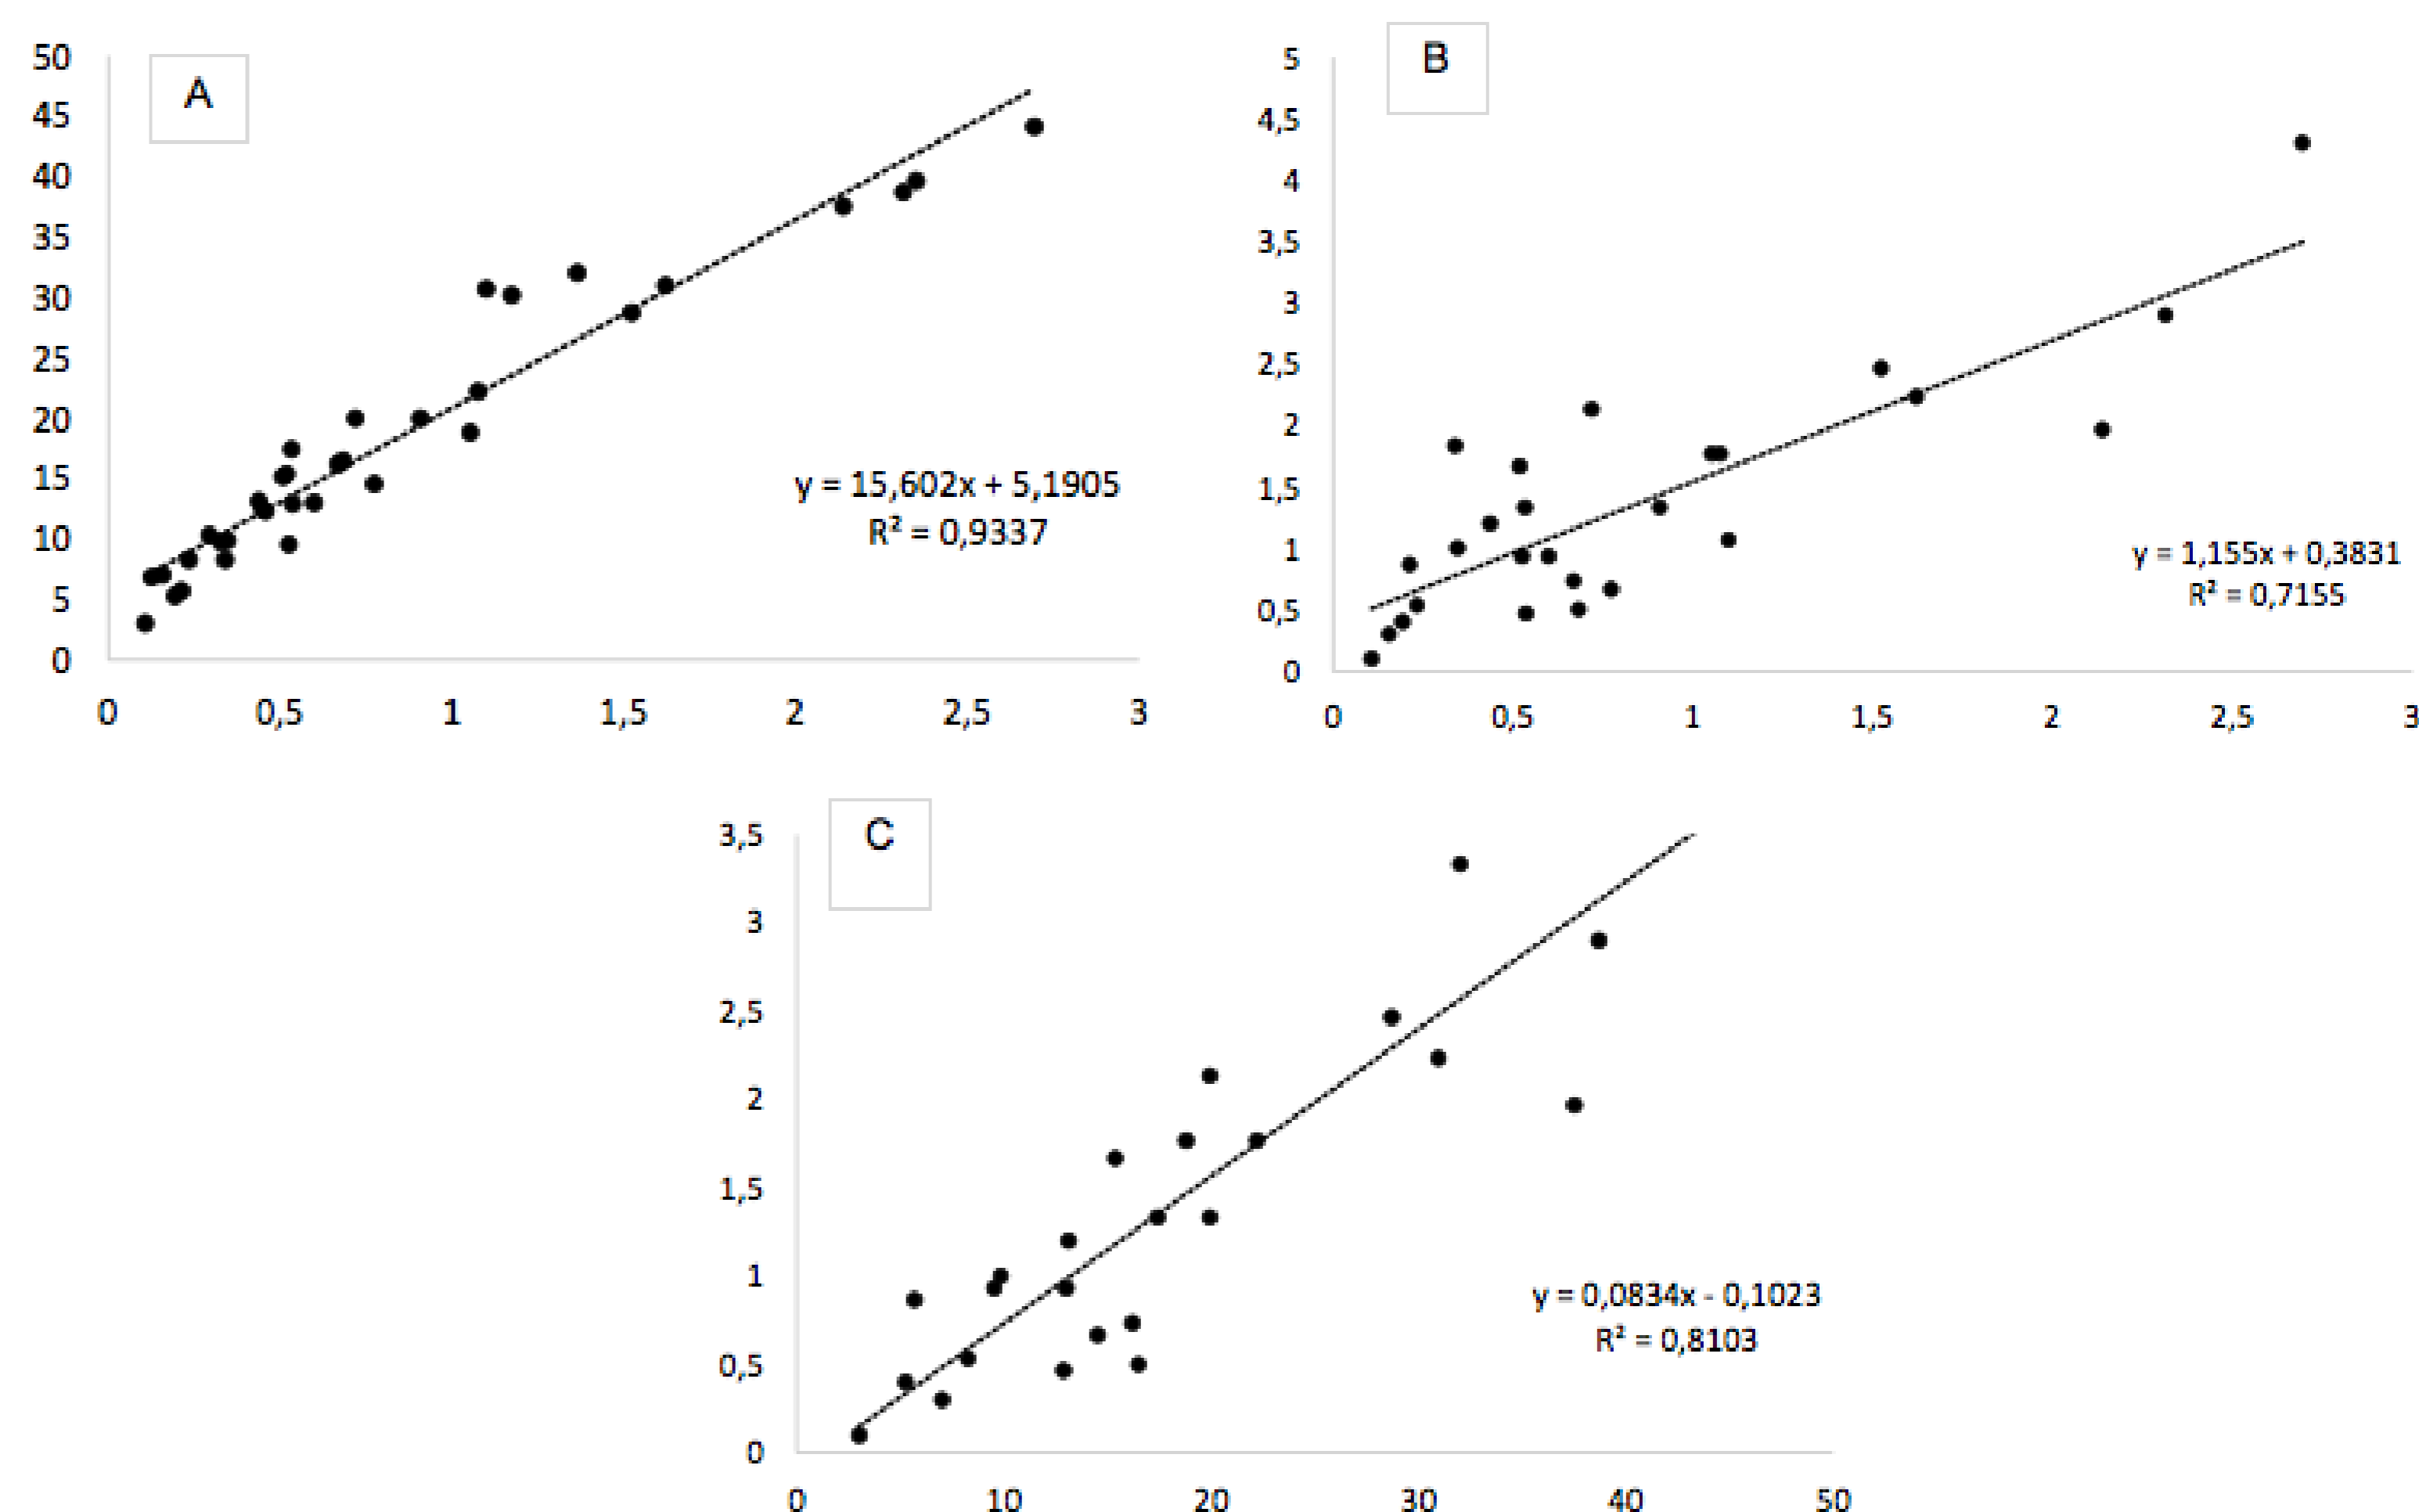 A
50
45
40
35
30
25
20
15
10
5
0
y = 15,602x + 5,1905
R² = 0,9337
0 0,5 1 1,5 2 2,5 3
B
5
4,5
4
3,5
3
2,5
2
1,5
1
0,5
0
y = 1,155x + 0,3831
R² = 0,7155
0 0,5 1 1,5 2 2,5 3
C
3,5
3
2,5
2
1,5
1
0,5
0
y = 0,0834x - 0,1023
R² = 0,8103
0 10 20 30 40 50